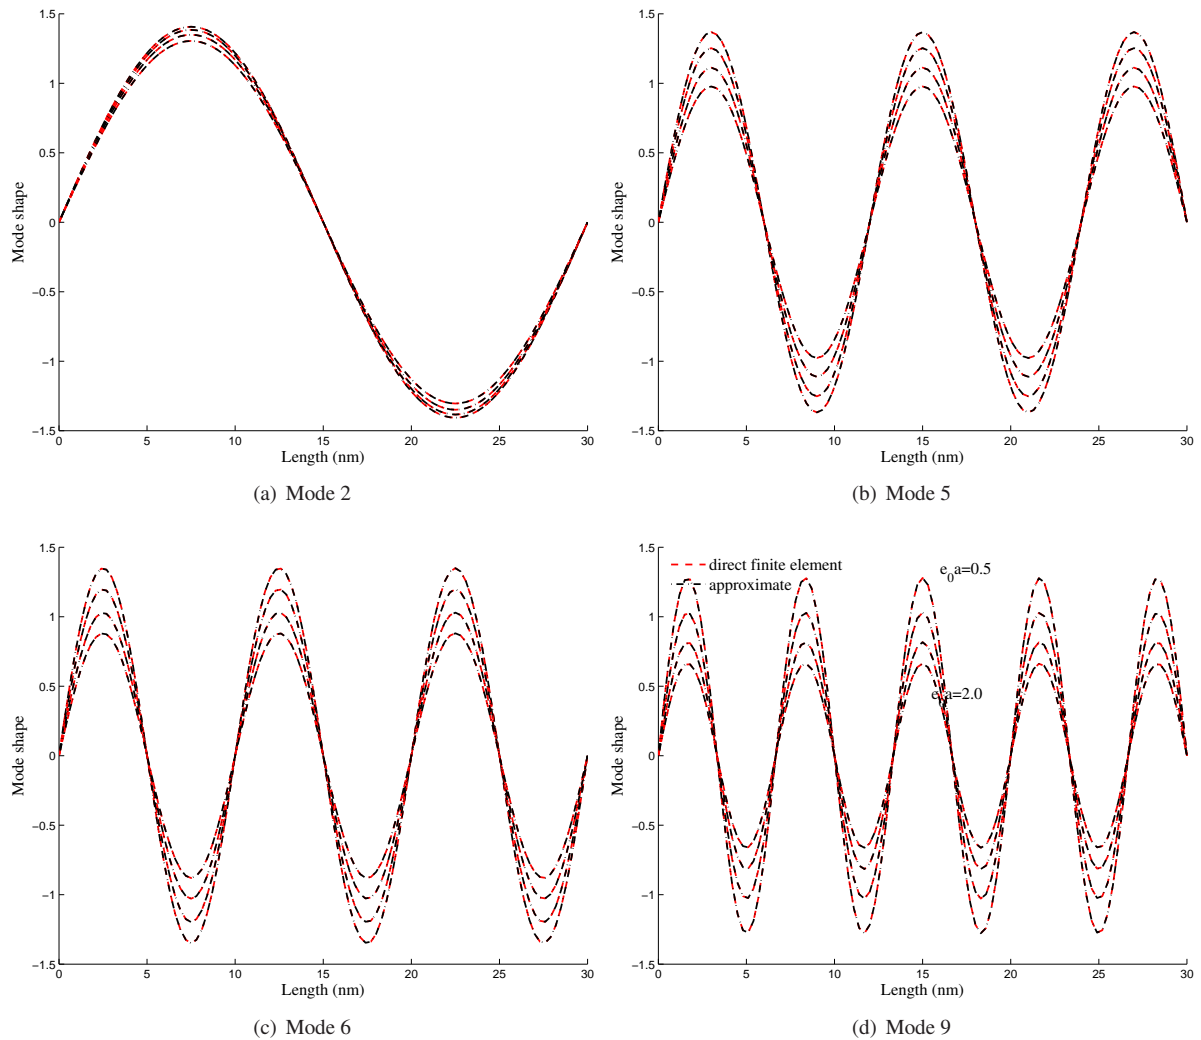 1.5
1
0.5
0
−0.5
−1
−1.5
Mode shape
0 5 10 15 20 25 30
Length (nm)
(a) Mode 2
1.5
1
0.5
0
−0.5
−1
−1.5
Mode shape
0 5 10 15 20 25 30
Length (nm)
(b) Mode 5
1.5
1
0.5
0
−0.5
−1
−1.5
Mode shape
0 5 10 15 20 25 30
Length (nm)
(c) Mode 6
1.5
1
0.5
0
−0.5
−1
−1.5
Mode shape
direct finite element
approximate
e₀a=0.5
a=2.0
0 5 10 15 20 25 30
Length (nm)
(d) Mode 9